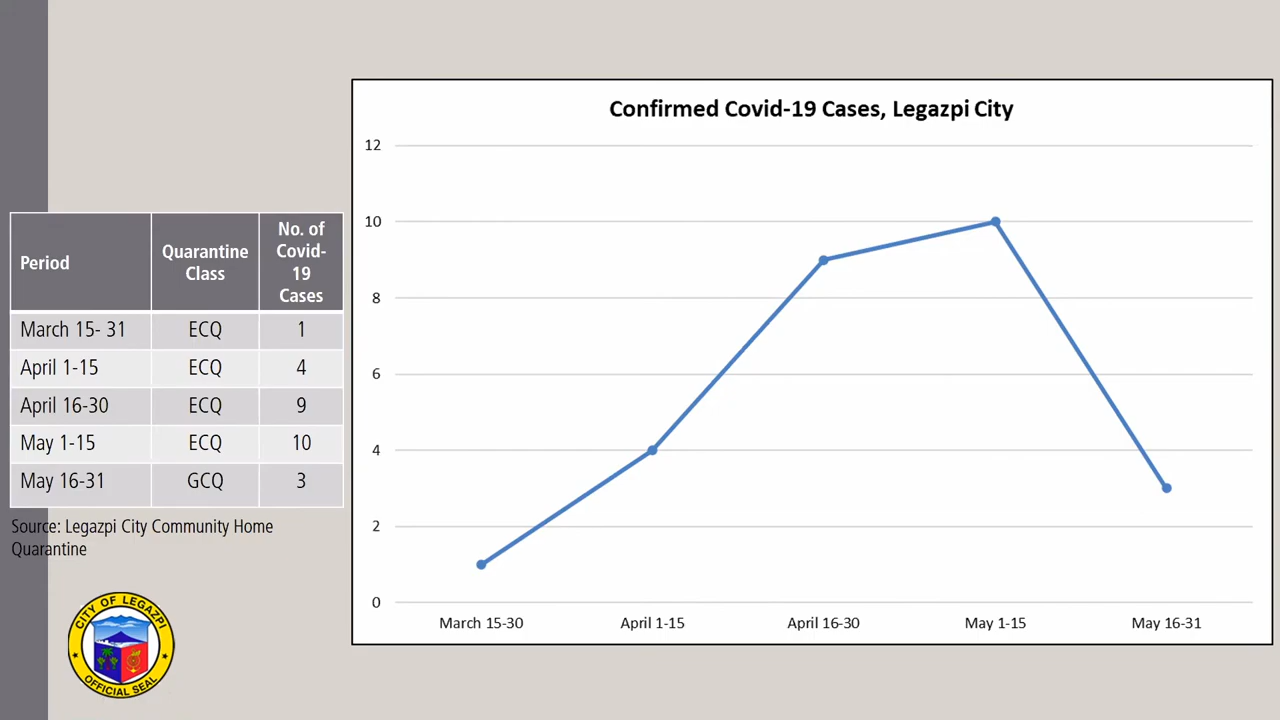 Period
Quarantine
Class
No. of
Covid-
19
Cases
March 15- 31 ECQ 1
April 1-15 ECQ 4
April 16-30 ECQ 9
May 1-15 ECQ 10
May 16-31 GCQ 3
Source: Legazpi City Community Home
Quarantine
CITY OF LEGAZPI
OFFICIAL SEAL
Confirmed Covid-19 Cases, Legazpi City
12
10
8
6
4
2
0
March 15-30 April 1-15 April 16-30 May 1-15 May 16-31